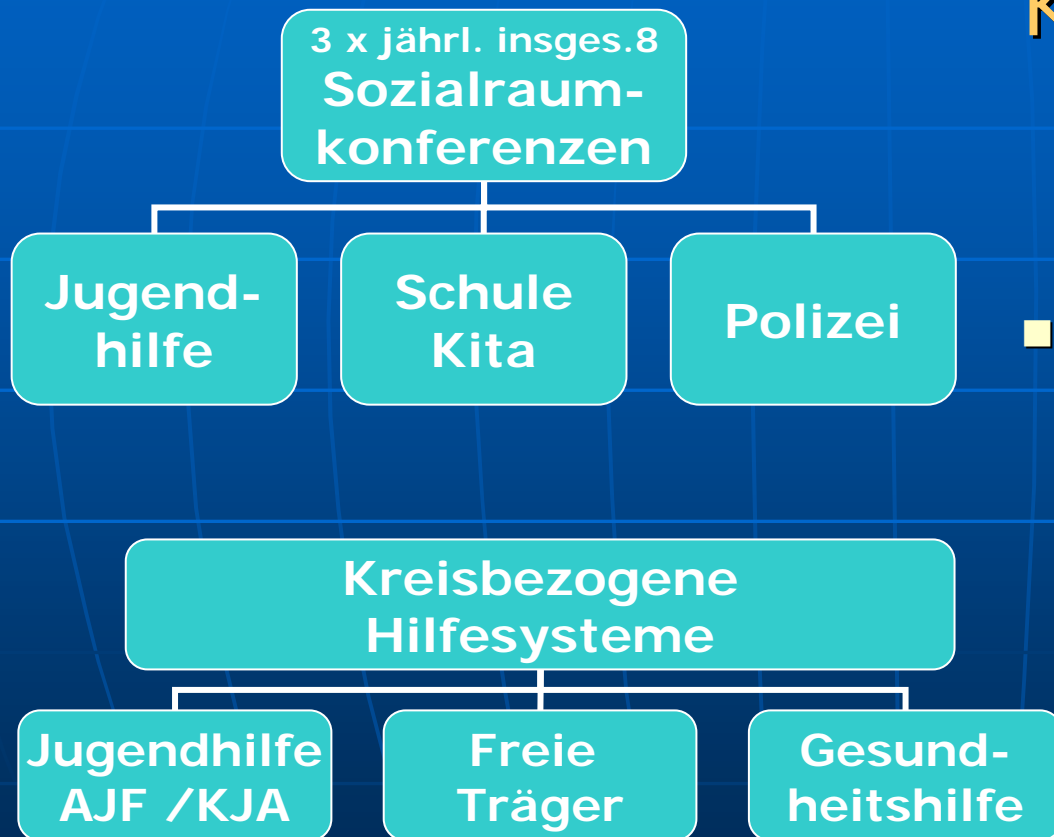 3 x jährl. insges.8
Sozialraum-
konferenzen
Jugend-
hilfe
Schule
Kita
Polizei
Kreisbezogene
Hilfesysteme
Jugendhilfe
AJF /KJA
Freie
Träger
Gesund-
heitshilfe